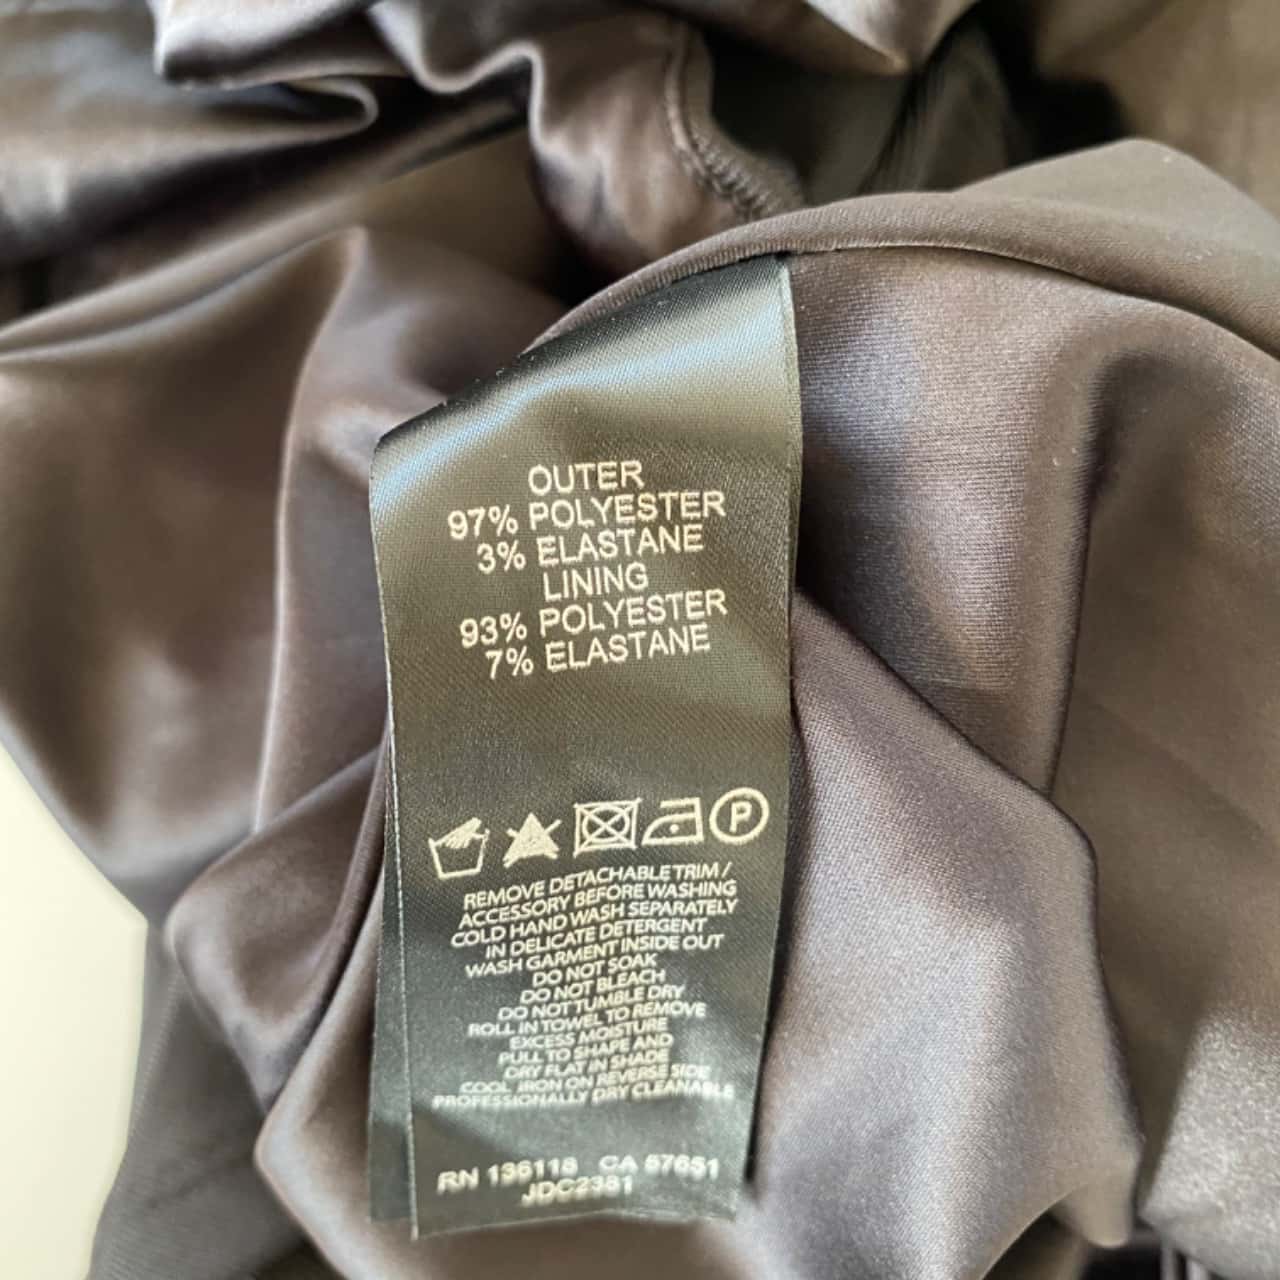 OUTER
97% POLYESTER
3% ELASTANE
LINING
93% POLYESTER
7% ELASTANE
P
REMOVE DETACHABLE TRIM /
ACCESSORY BEFORE WASHING
COLD HAND WASH SEPARATELY
IN DELICATE DETERGENT
WASH GARMENT INSIDE OUT
DO NOT SOAK
DO NOT BLEACH
DO NOT TUMBLE DRY
ROLL IN TOWEL TO REMOVE
EXCESS MOISTURE
PULL TO SHAPE AND
DRY FLAT IN SHADE
COOL IRON ON REVERSE SIDE
PROFESSIONALLY DRY CLEANABLE
RN 136118 CA 57651
JDC2381